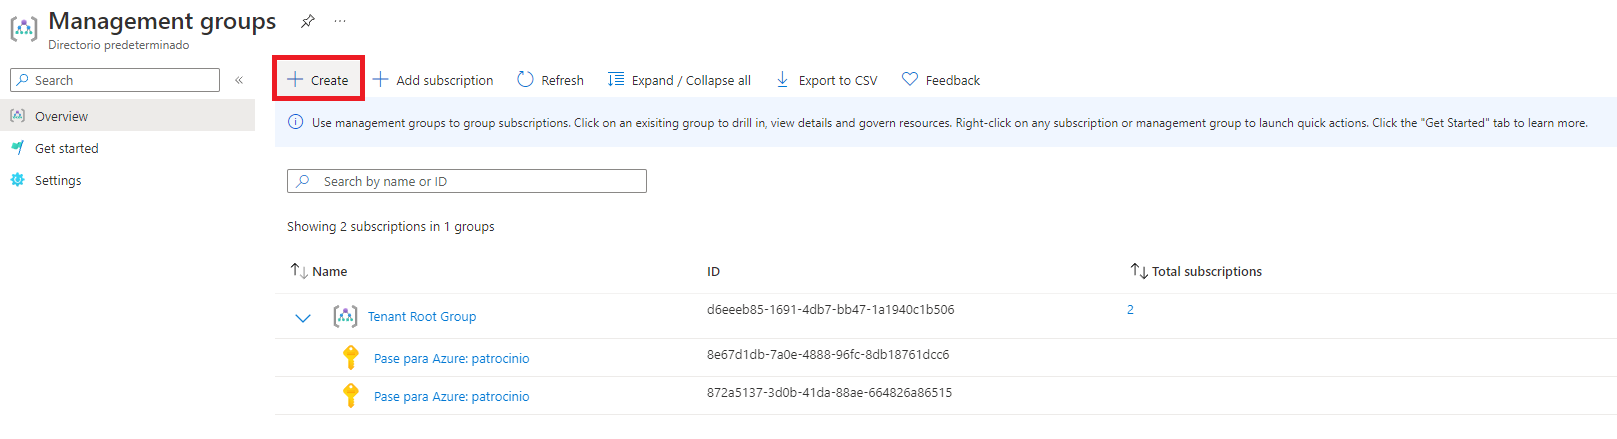 Management groups
Directorio predeterminado
Search
Overview
Get started
Settings
Create Add subscription Refresh Expand / Collapse all Export to CSV Feedback
Use management groups to group subscriptions. Click on an exisiting group to drill in, view details and govern resources. Right-click on any subscription or management group to launch quick actions. Click the "Get Started" tab to learn more.
Search by name or ID
Showing 2 subscriptions in 1 groups
Name ID Total subscriptions
Tenant Root Group d6eeeb85-1691-4db7-bb47-1a1940c1b506 2
Pase para Azure: patrocinio 8e67d1db-7a0e-4888-96fc-8db18761dcc6
Pase para Azure: patrocinio 872a5137-3d0b-41da-88ae-664826a86515